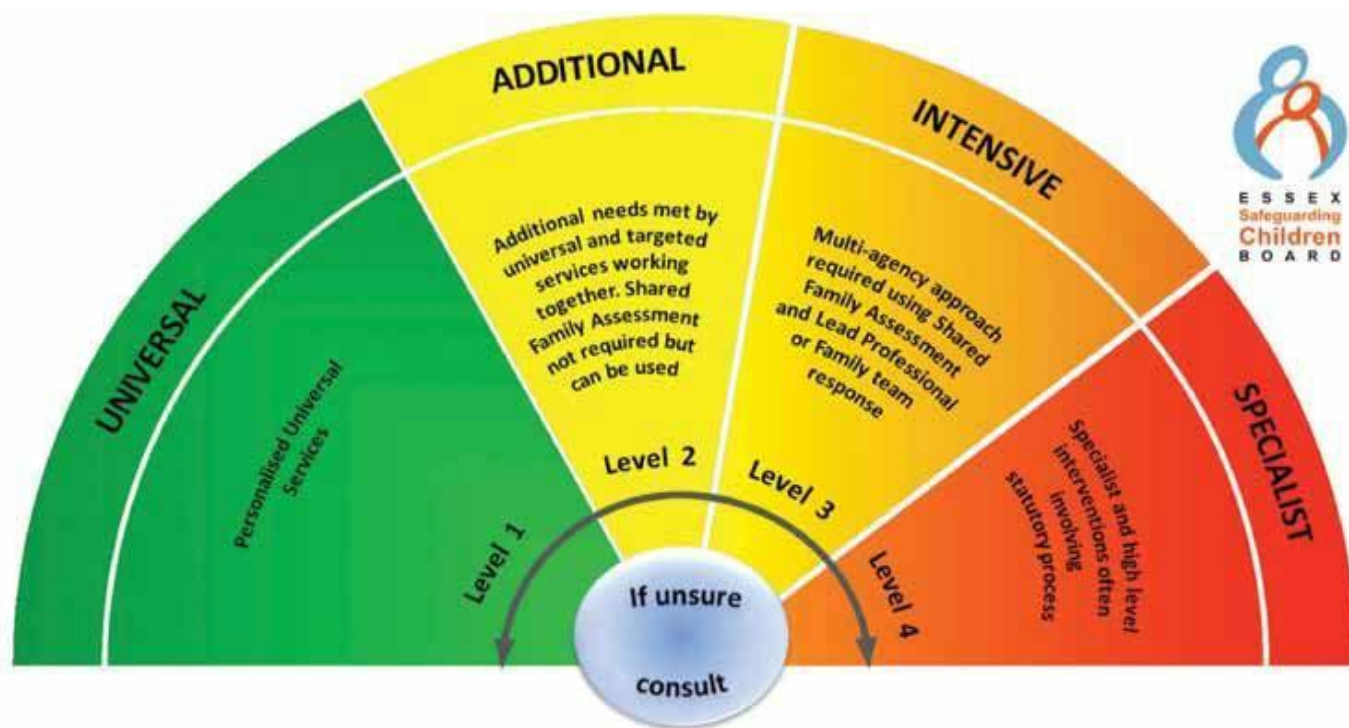 UNIVERSAL
Personalised Universal
Services
Level 1
ADDITIONAL
Additional needs met by
universal and targeted
services working
together. Shared
Family Assessment
not required but
can be used
Level 2
INTENSIVE
Multi-agency approach
required using Shared
Family Assessment
and Lead Professional
or Family team
response
Level 3
SPECIALIST
Specialist and high level
interventions often
involving
statutory process
Level 4
If unsure
consult
ESSEX
Safeguarding
Children
BOARD